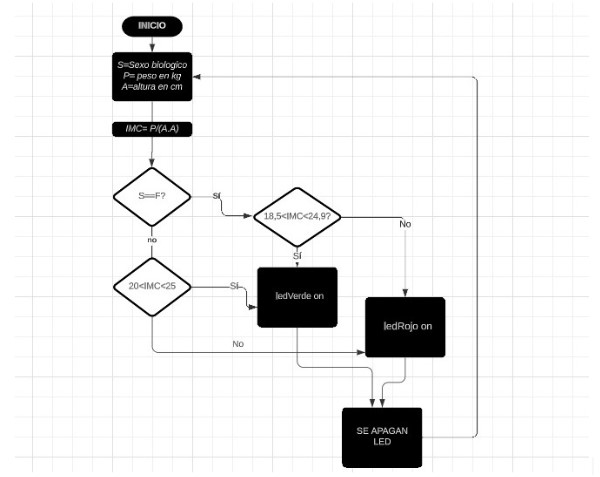 INICIO
S=Sexo biologico
P= peso en kg
A=altura en cm
IMC= P/(A.A)
S==F?
SÍ
18,5<IMC<24,9?
No
no
SÍ
20<IMC<25
SÍ
ledVerde on
ledRojo on
No
SE APAGAN
LED